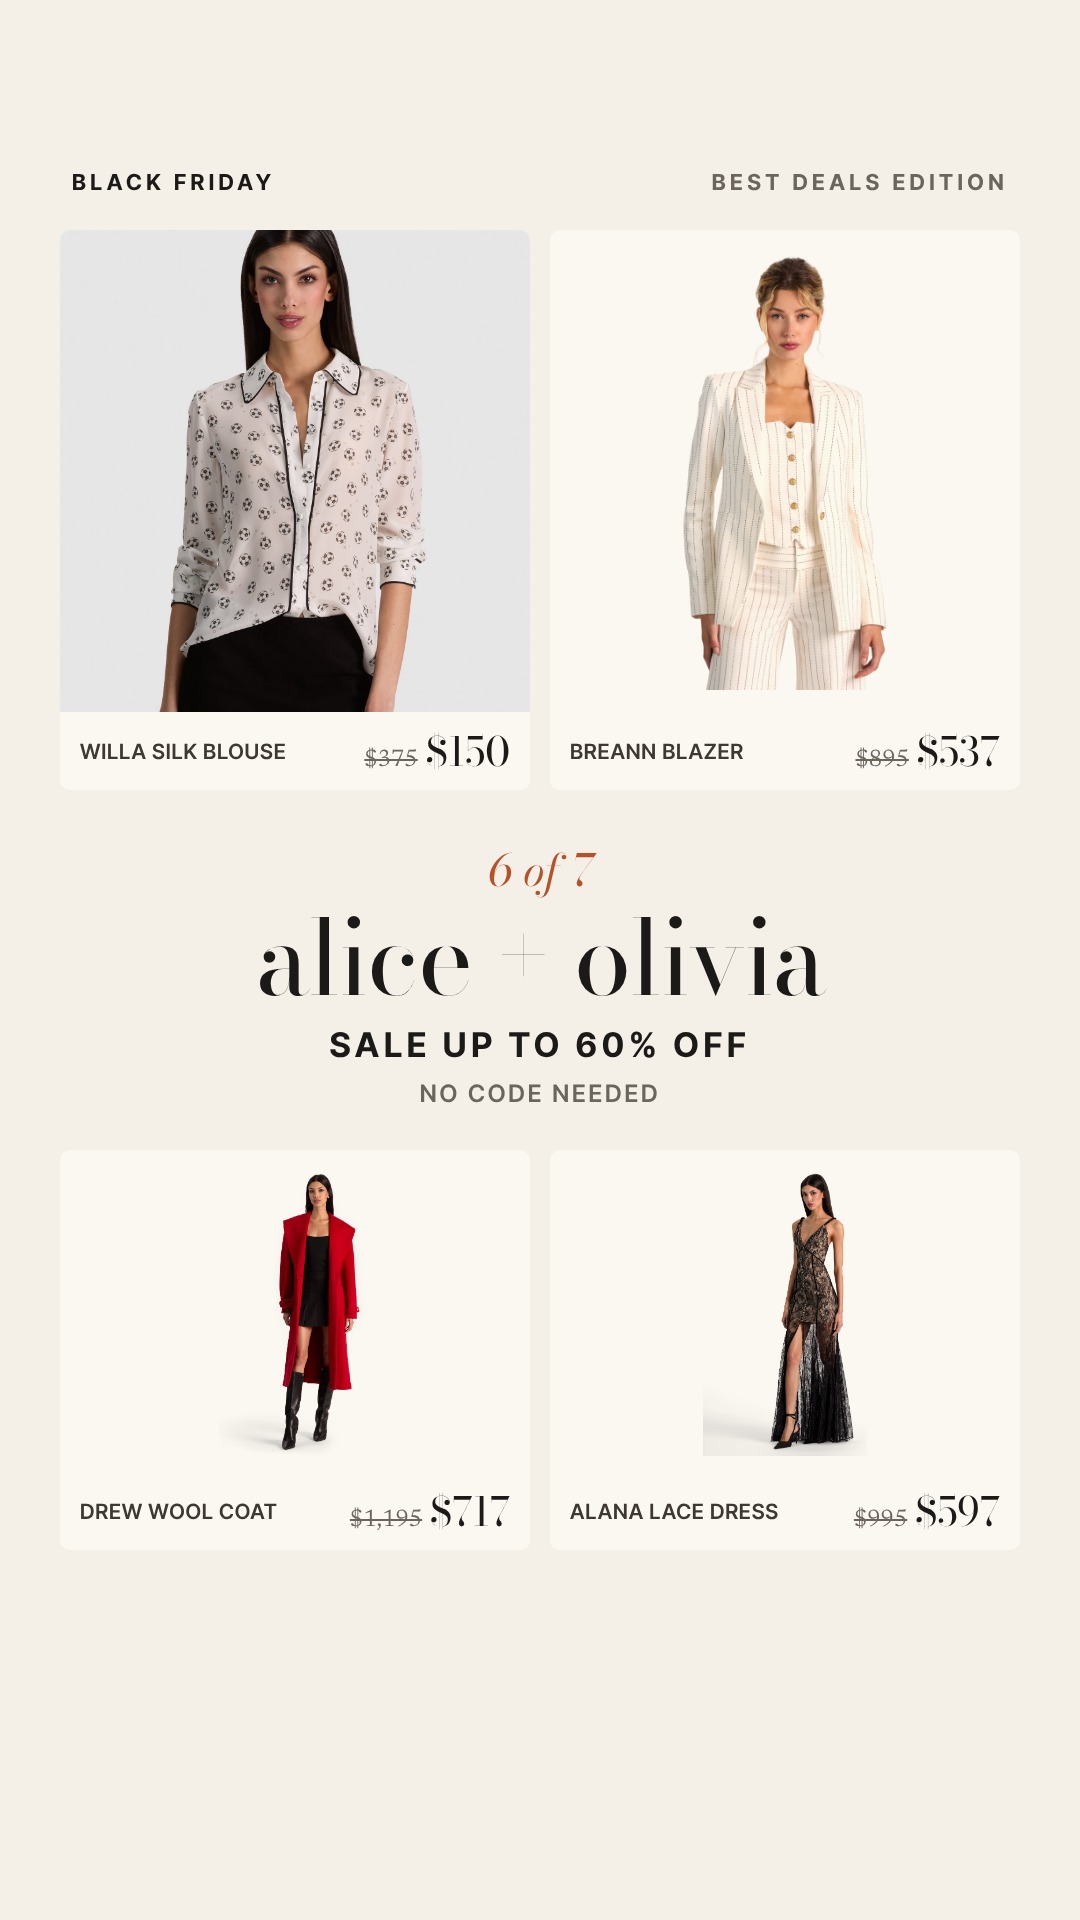 BLACK FRIDAY
BEST DEALS EDITION
WILLA SILK BLOUSE $375 $150
BREANN BLAZER $895 $537
6 of 7
alice + olivia
SALE UP TO 60% OFF
NO CODE NEEDED
DREW WOOL COAT $1,195 $717
ALANA LACE DRESS $995 $597